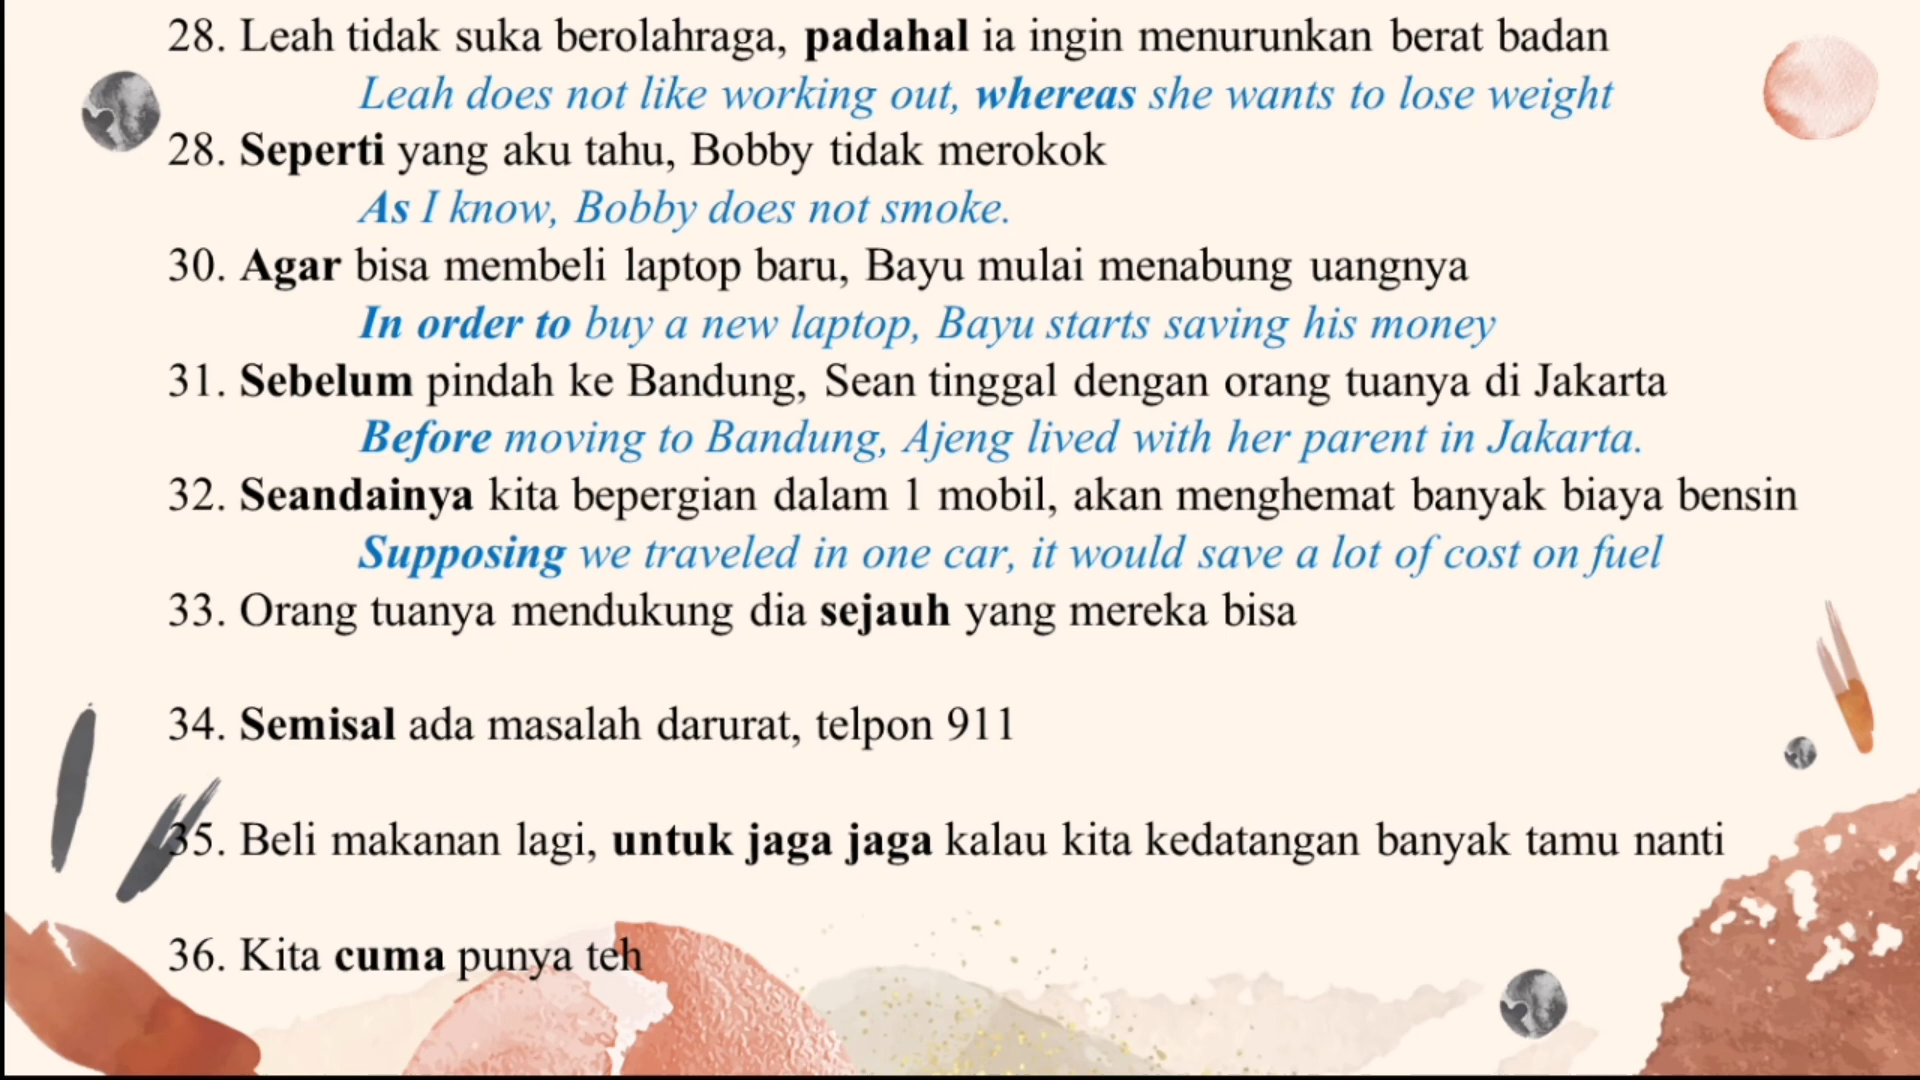 28. Leah tidak suka berolahraga, padahal ia ingin menurunkan berat badan
Leah does not like working out, whereas she wants to lose weight
28. Seperti yang aku tahu, Bobby tidak merokok
As I know, Bobby does not smoke.
30. Agar bisa membeli laptop baru, Bayu mulai menabung uangnya
In order to buy a new laptop, Bayu starts saving his money
31. Sebelum pindah ke Bandung, Sean tinggal dengan orang tuanya di Jakarta
Before moving to Bandung, Ajeng lived with her parent in Jakarta.
32. Seandainya kita bepergian dalam 1 mobil, akan menghemat banyak biaya bensin
Supposing we traveled in one car, it would save a lot of cost on fuel
33. Orang tuanya mendukung dia sejauh yang mereka bisa
34. Semisal ada masalah darurat, telpon 911
35. Beli makanan lagi, untuk jaga jaga kalau kita kedatangan banyak tamu nanti
36. Kita cuma punya teh